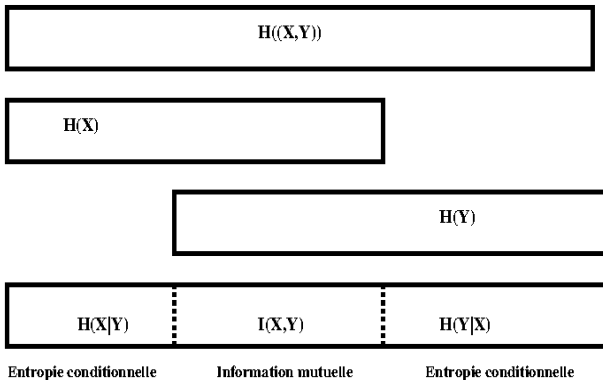 H((X,Y))
H(X)
H(Y)
H(X|Y) I(X,Y) H(Y|X)
Entropie conditionnelle Information mutuelle Entropie conditionnelle